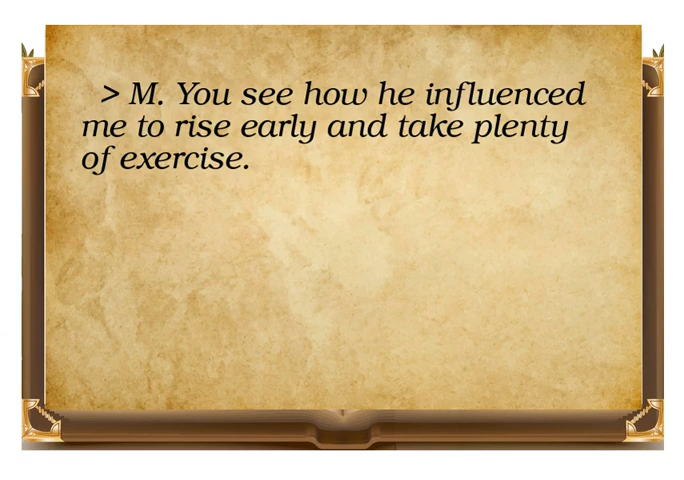 > M. You see how he influenced
me to rise early and take plenty
of exercise.